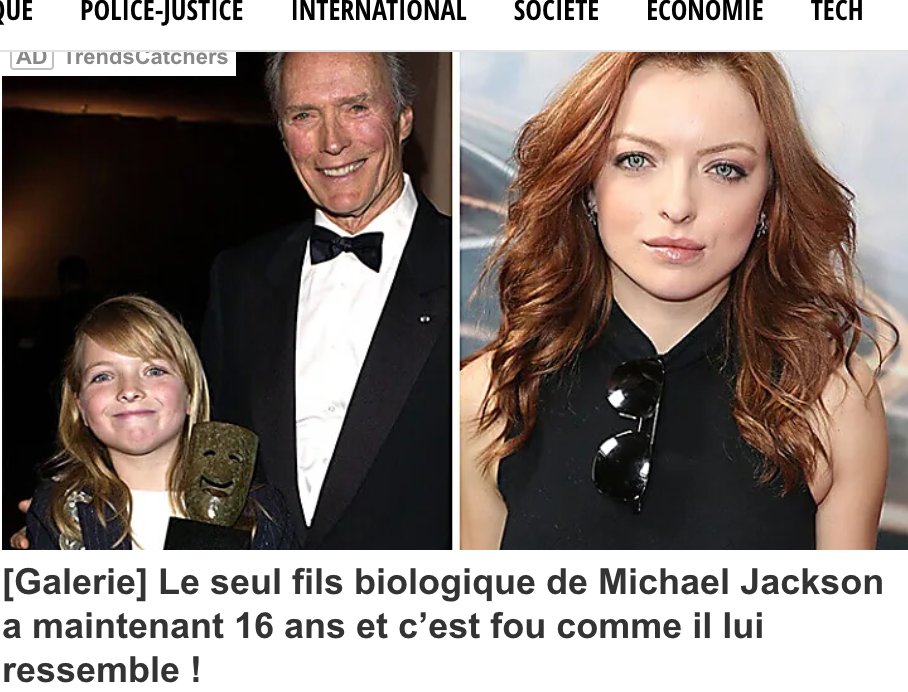 POLICE-JUSTICE INTERNATIONAL SOCIÉTÉ ÉCONOMIE TECH
AD TrendsCatchers
[Galerie] Le seul fils biologique de Michael Jackson
a maintenant 16 ans et c’est fou comme il lui
ressemble !